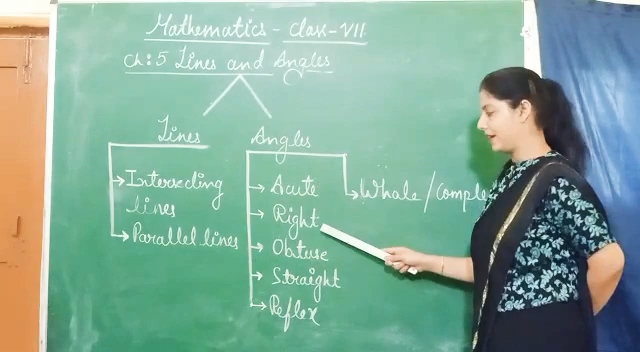 Mathematics - Class-VII
Ch:5 Lines and Angles
Lines
Intersecting
lines
Parallel lines
Angles
Acute
Right
Obtuse
Straight
Reflex
Whole/Comple